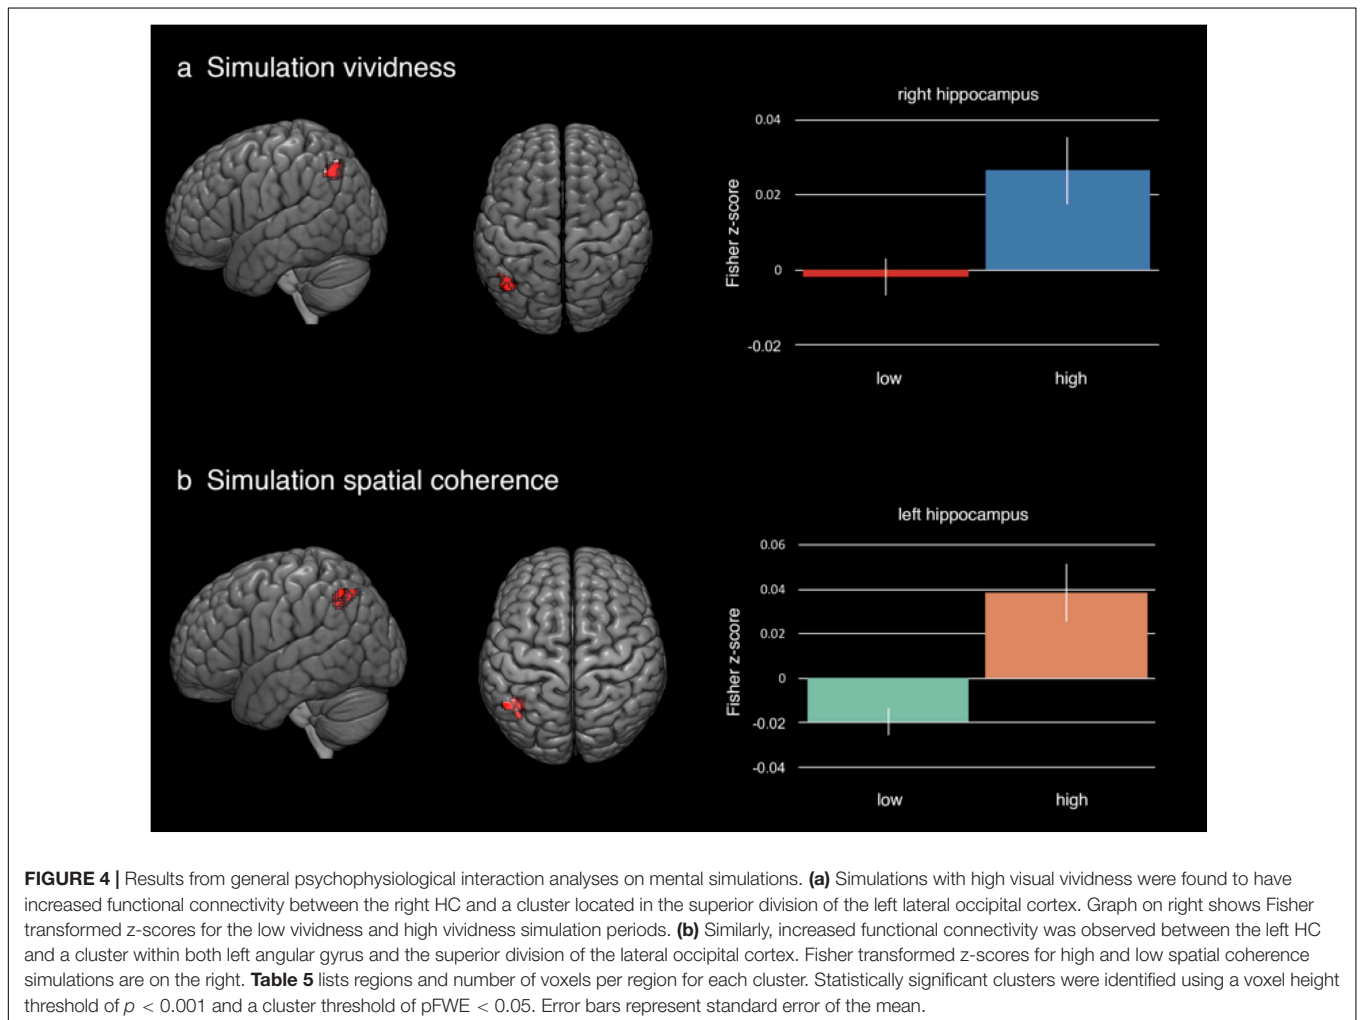 a Simulation vividness
right hippocampus
0.04
0.02
0
-0.02
Fisher z-score
low high
b Simulation spatial coherence
left hippocampus
0.06
0.04
0.02
0
-0.02
-0.04
Fisher z-score
low high
FIGURE 4 | Results from general psychophysiological interaction analyses on mental simulations. (a) Simulations with high visual vividness were found to have
increased functional connectivity between the right HC and a cluster located in the superior division of the left lateral occipital cortex. Graph on right shows Fisher
transformed z-scores for the low vividness and high vividness simulation periods. (b) Similarly, increased functional connectivity was observed between the left HC
and a cluster within both left angular gyrus and the superior division of the lateral occipital cortex. Fisher transformed z-scores for high and low spatial coherence
simulations are on the right. Table 5 lists regions and number of voxels per region for each cluster. Statistically significant clusters were identified using a voxel height
threshold of p < 0.001 and a cluster threshold of pFWE < 0.05. Error bars represent standard error of the mean.